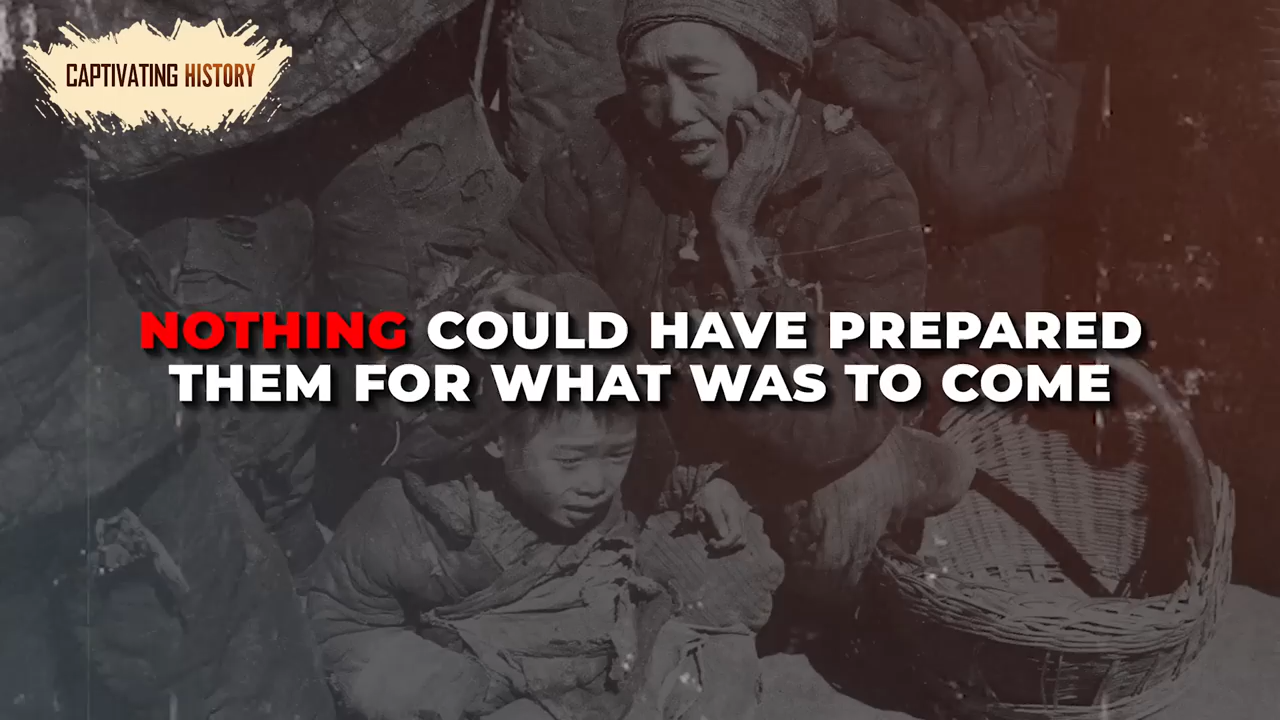 CAPTIVATING HISTORY
NOTHING COULD HAVE PREPARED
THEM FOR WHAT WAS TO COME